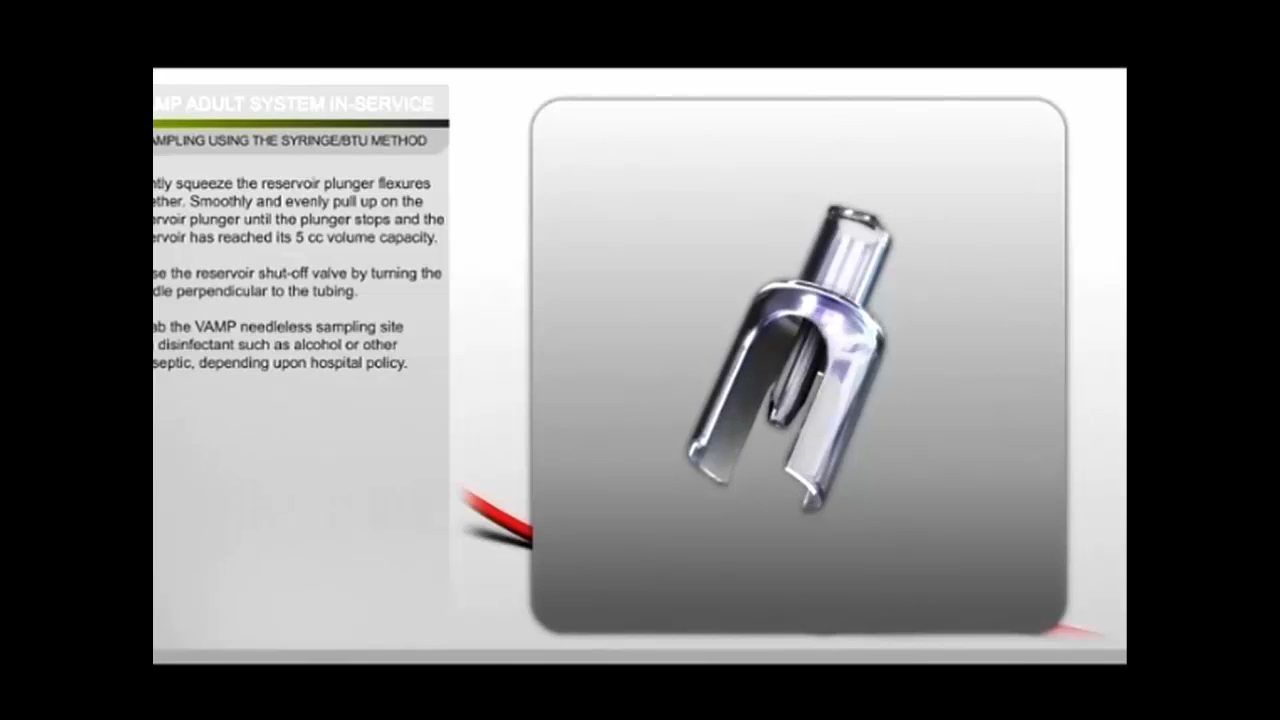 MP ADULT SYSTEM IN-SERVICE
AMPLING USING THE SYRINGE/BTU METHOD
ntly squeeze the reservoir plunger flexures
ether. Smoothly and evenly pull up on the
ervoir plunger until the plunger stops and the
ervoir has reached its 5 cc volume capacity.
se the reservoir shut-off valve by turning the
dle perpendicular to the tubing.
ab the VAMP needleless sampling site
disinfectant such as alcohol or other
septic, depending upon hospital policy.